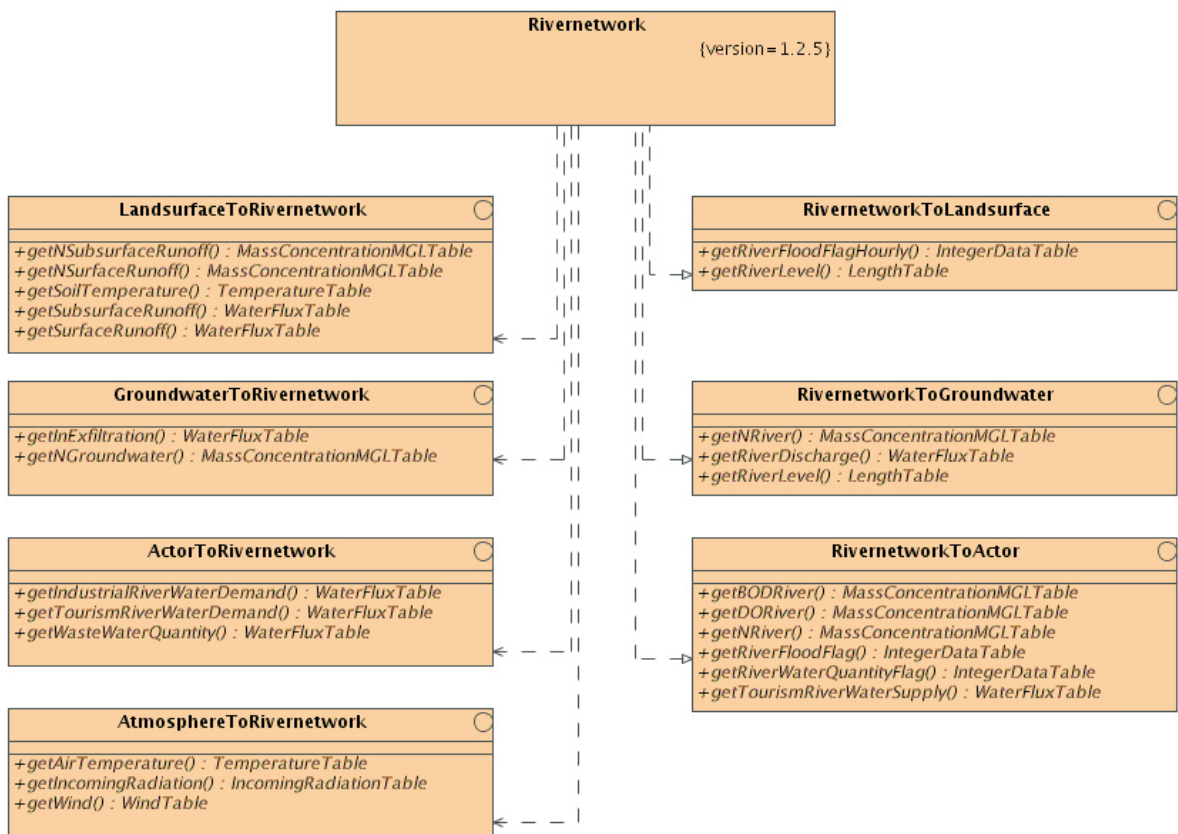 Rivernetwork
{version=1.2.5}
LandsurfaceToRivernetwork
+getNSubsurfaceRunoff() : MassConcentrationMGLTable
+getNSurfaceRunoff() : MassConcentrationMGLTable
+getSoilTemperature() : TemperatureTable
+getSubsurfaceRunoff() : WaterFluxTable
+getSurfaceRunoff() : WaterFluxTable
GroundwaterToRivernetwork
+getInExfiltration() : WaterFluxTable
+getNGroundwater() : MassConcentrationMGLTable
ActorToRivernetwork
+getIndustrialRiverWaterDemand() : WaterFluxTable
+getTourismRiverWaterDemand() : WaterFluxTable
+getWasteWaterQuantity() : WaterFluxTable
AtmosphereToRivernetwork
+getAirTemperature() : TemperatureTable
+getIncomingRadiation() : IncomingRadiationTable
+getWind() : WindTable
RivernetworkToLandsurface
+getRiverFloodFlagHourly() : IntegerDataTable
+getRiverLevel() : LengthTable
RivernetworkToGroundwater
+getNRiver() : MassConcentrationMGLTable
+getRiverDischarge() : WaterFluxTable
+getRiverLevel() : LengthTable
RivernetworkToActor
+getBODRiver() : MassConcentrationMGLTable
+getDORiver() : MassConcentrationMGLTable
+getNRiver() : MassConcentrationMGLTable
+getRiverFloodFlag() : IntegerDataTable
+getRiverWaterQuantityFlag() : IntegerDataTable
+getTourismRiverWaterSupply() : WaterFluxTable